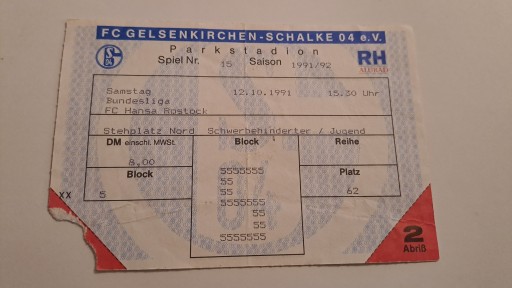 FC GELSENKIRCHEN-SCHALKE 04 e.V.
Parkstadion
Spiel Nr. 15 Saison 1991/92
S 04
RH
Samstag 12.10.1991 15.30 Uhr
Bundesliga
FC Hansa Rostock
Stehplatz Nord Schwerbehinderter / Jugend
DM einschl. MWSt. Block Reihe
8,00
Block Platz
5555555
55
55
5555555
55
55
5555555
XX 5 62
2
Abriß